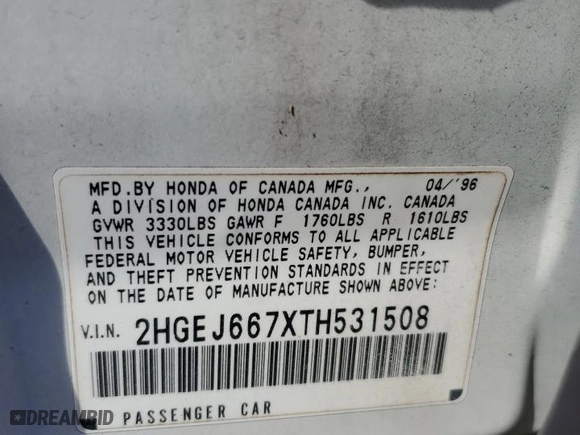 MFD.BY HONDA OF CANADA MFG., 04/'96
A DIVISION OF HONDA CANADA INC. CANADA
GVWR 3330LBS GAWR F 1760LBS R 1610LBS
THIS VEHICLE CONFORMS TO ALL APPLICABLE
FEDERAL MOTOR VEHICLE SAFETY, BUMPER,
AND THEFT PREVENTION STANDARDS IN EFFECT
ON THE DATE OF MANUFACTURE SHOWN ABOVE:
V.I.N. 2HGEJ667XTH531508
PASSENGER CAR
DREAMBID